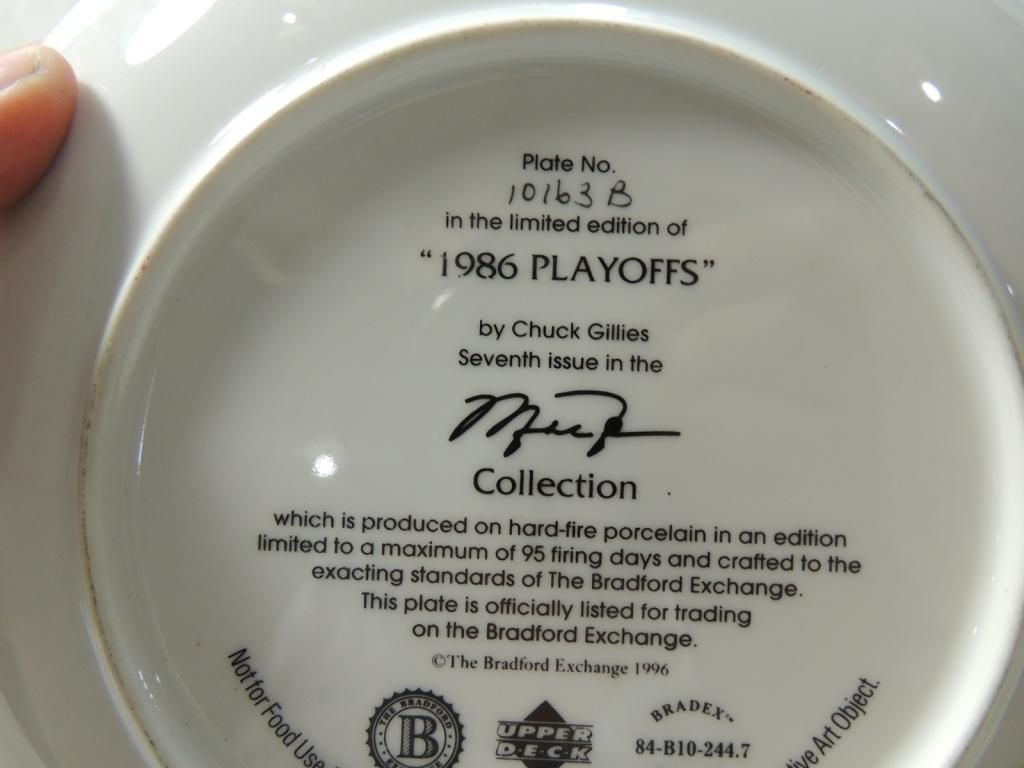 Plate No.
10163 B
in the limited edition of
“1986 PLAYOFFS”
by Chuck Gillies
Seventh issue in the
Collection
which is produced on hard-fire porcelain in an edition
limited to a maximum of 95 firing days and crafted to the
exacting standards of The Bradford Exchange.
This plate is officially listed for trading
on the Bradford Exchange.
©The Bradford Exchange 1996
Not for Food Use.
THE BRADFORD
B
UPPER
D·E·C·K
BRADEX™
84-B10-244.7
Art Object.